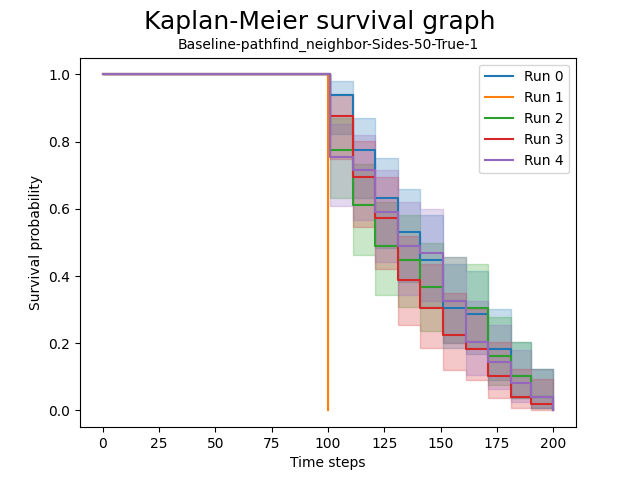 Kaplan-Meier survival graph
Baseline-pathfind_neighbor-Sides-50-True-1
Run 0
Run 1
Run 2
Run 3
Run 4
Survival probability
1.0
0.8
0.6
0.4
0.2
0.0
0 25 50 75 100 125 150 175 200
Time steps